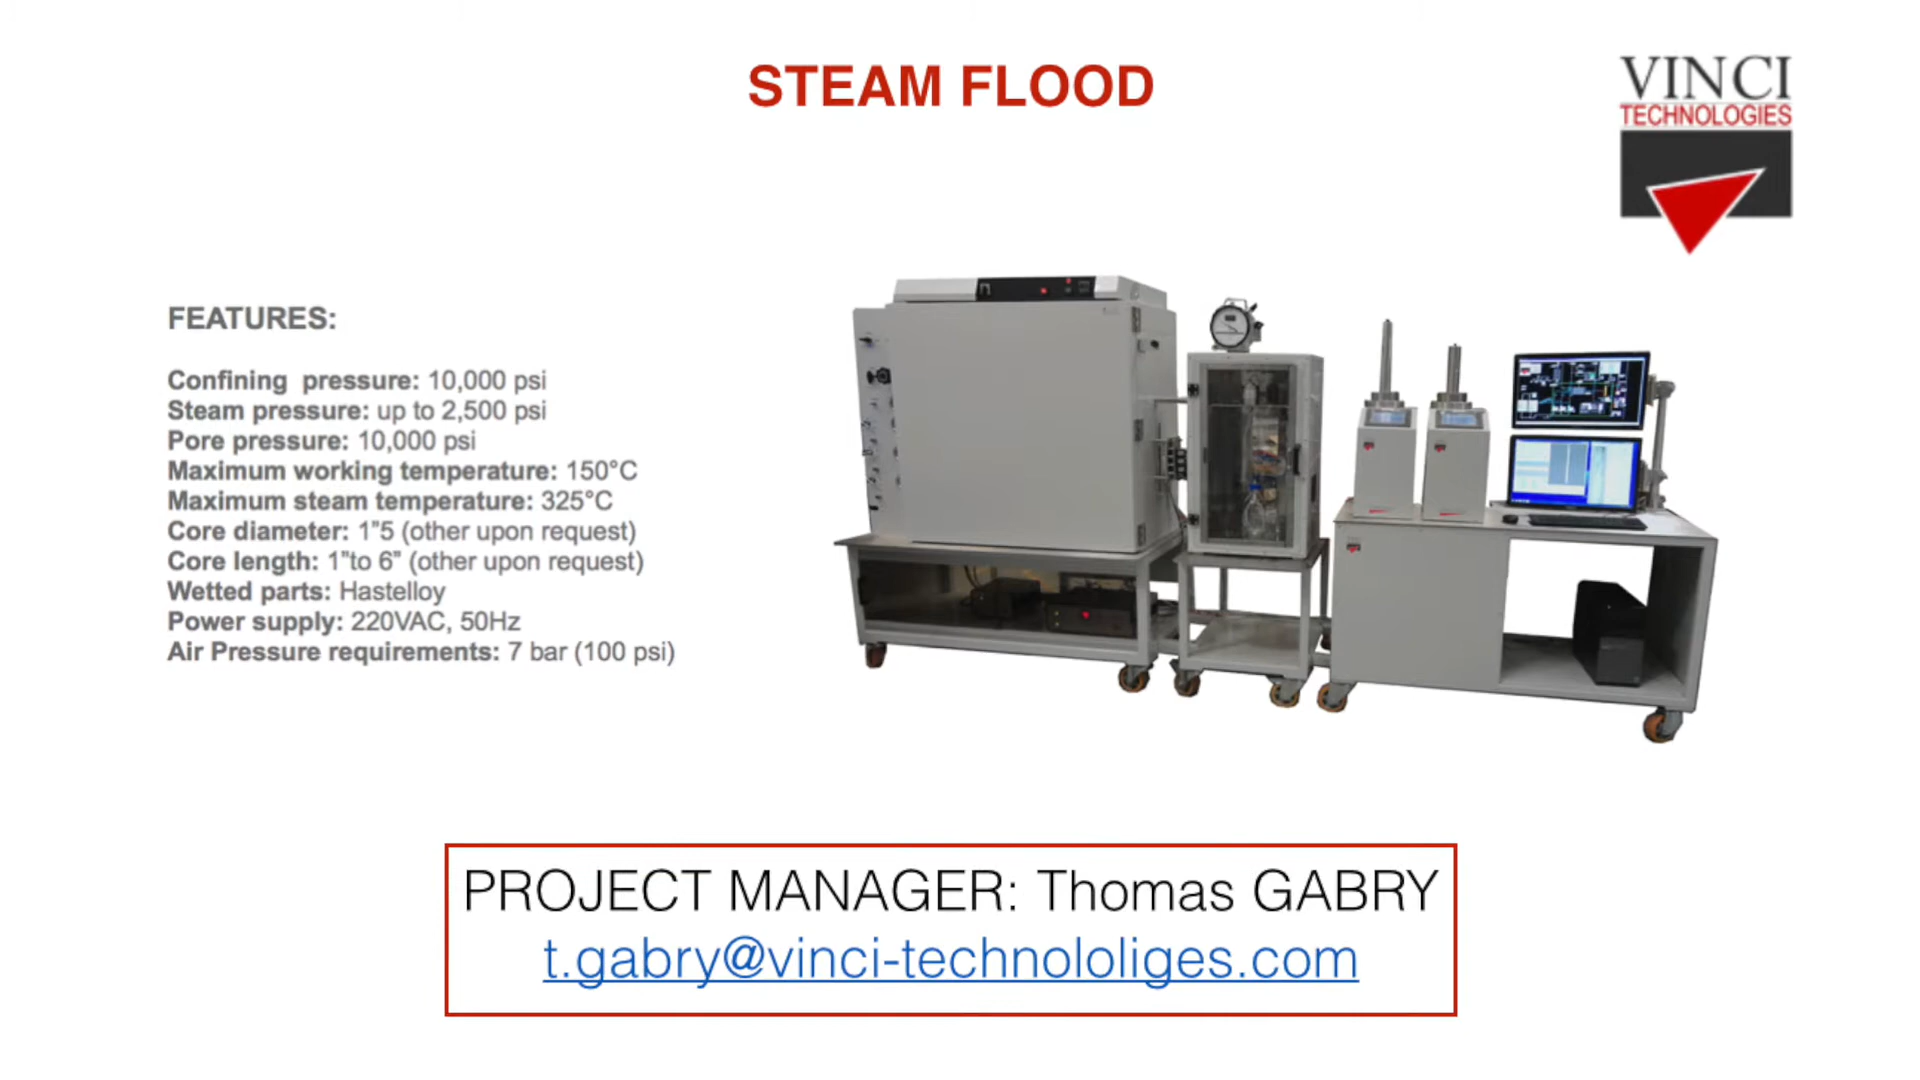 STEAM FLOOD
VINCI
TECHNOLOGIES
FEATURES:
Confining pressure: 10,000 psi
Steam pressure: up to 2,500 psi
Pore pressure: 10,000 psi
Maximum working temperature: 150°C
Maximum steam temperature: 325°C
Core diameter: 1"5 (other upon request)
Core length: 1"to 6" (other upon request)
Wetted parts: Hastelloy
Power supply: 220VAC, 50Hz
Air Pressure requirements: 7 bar (100 psi)
PROJECT MANAGER: Thomas GABRY
t.gabry@vinci-technololiges.com